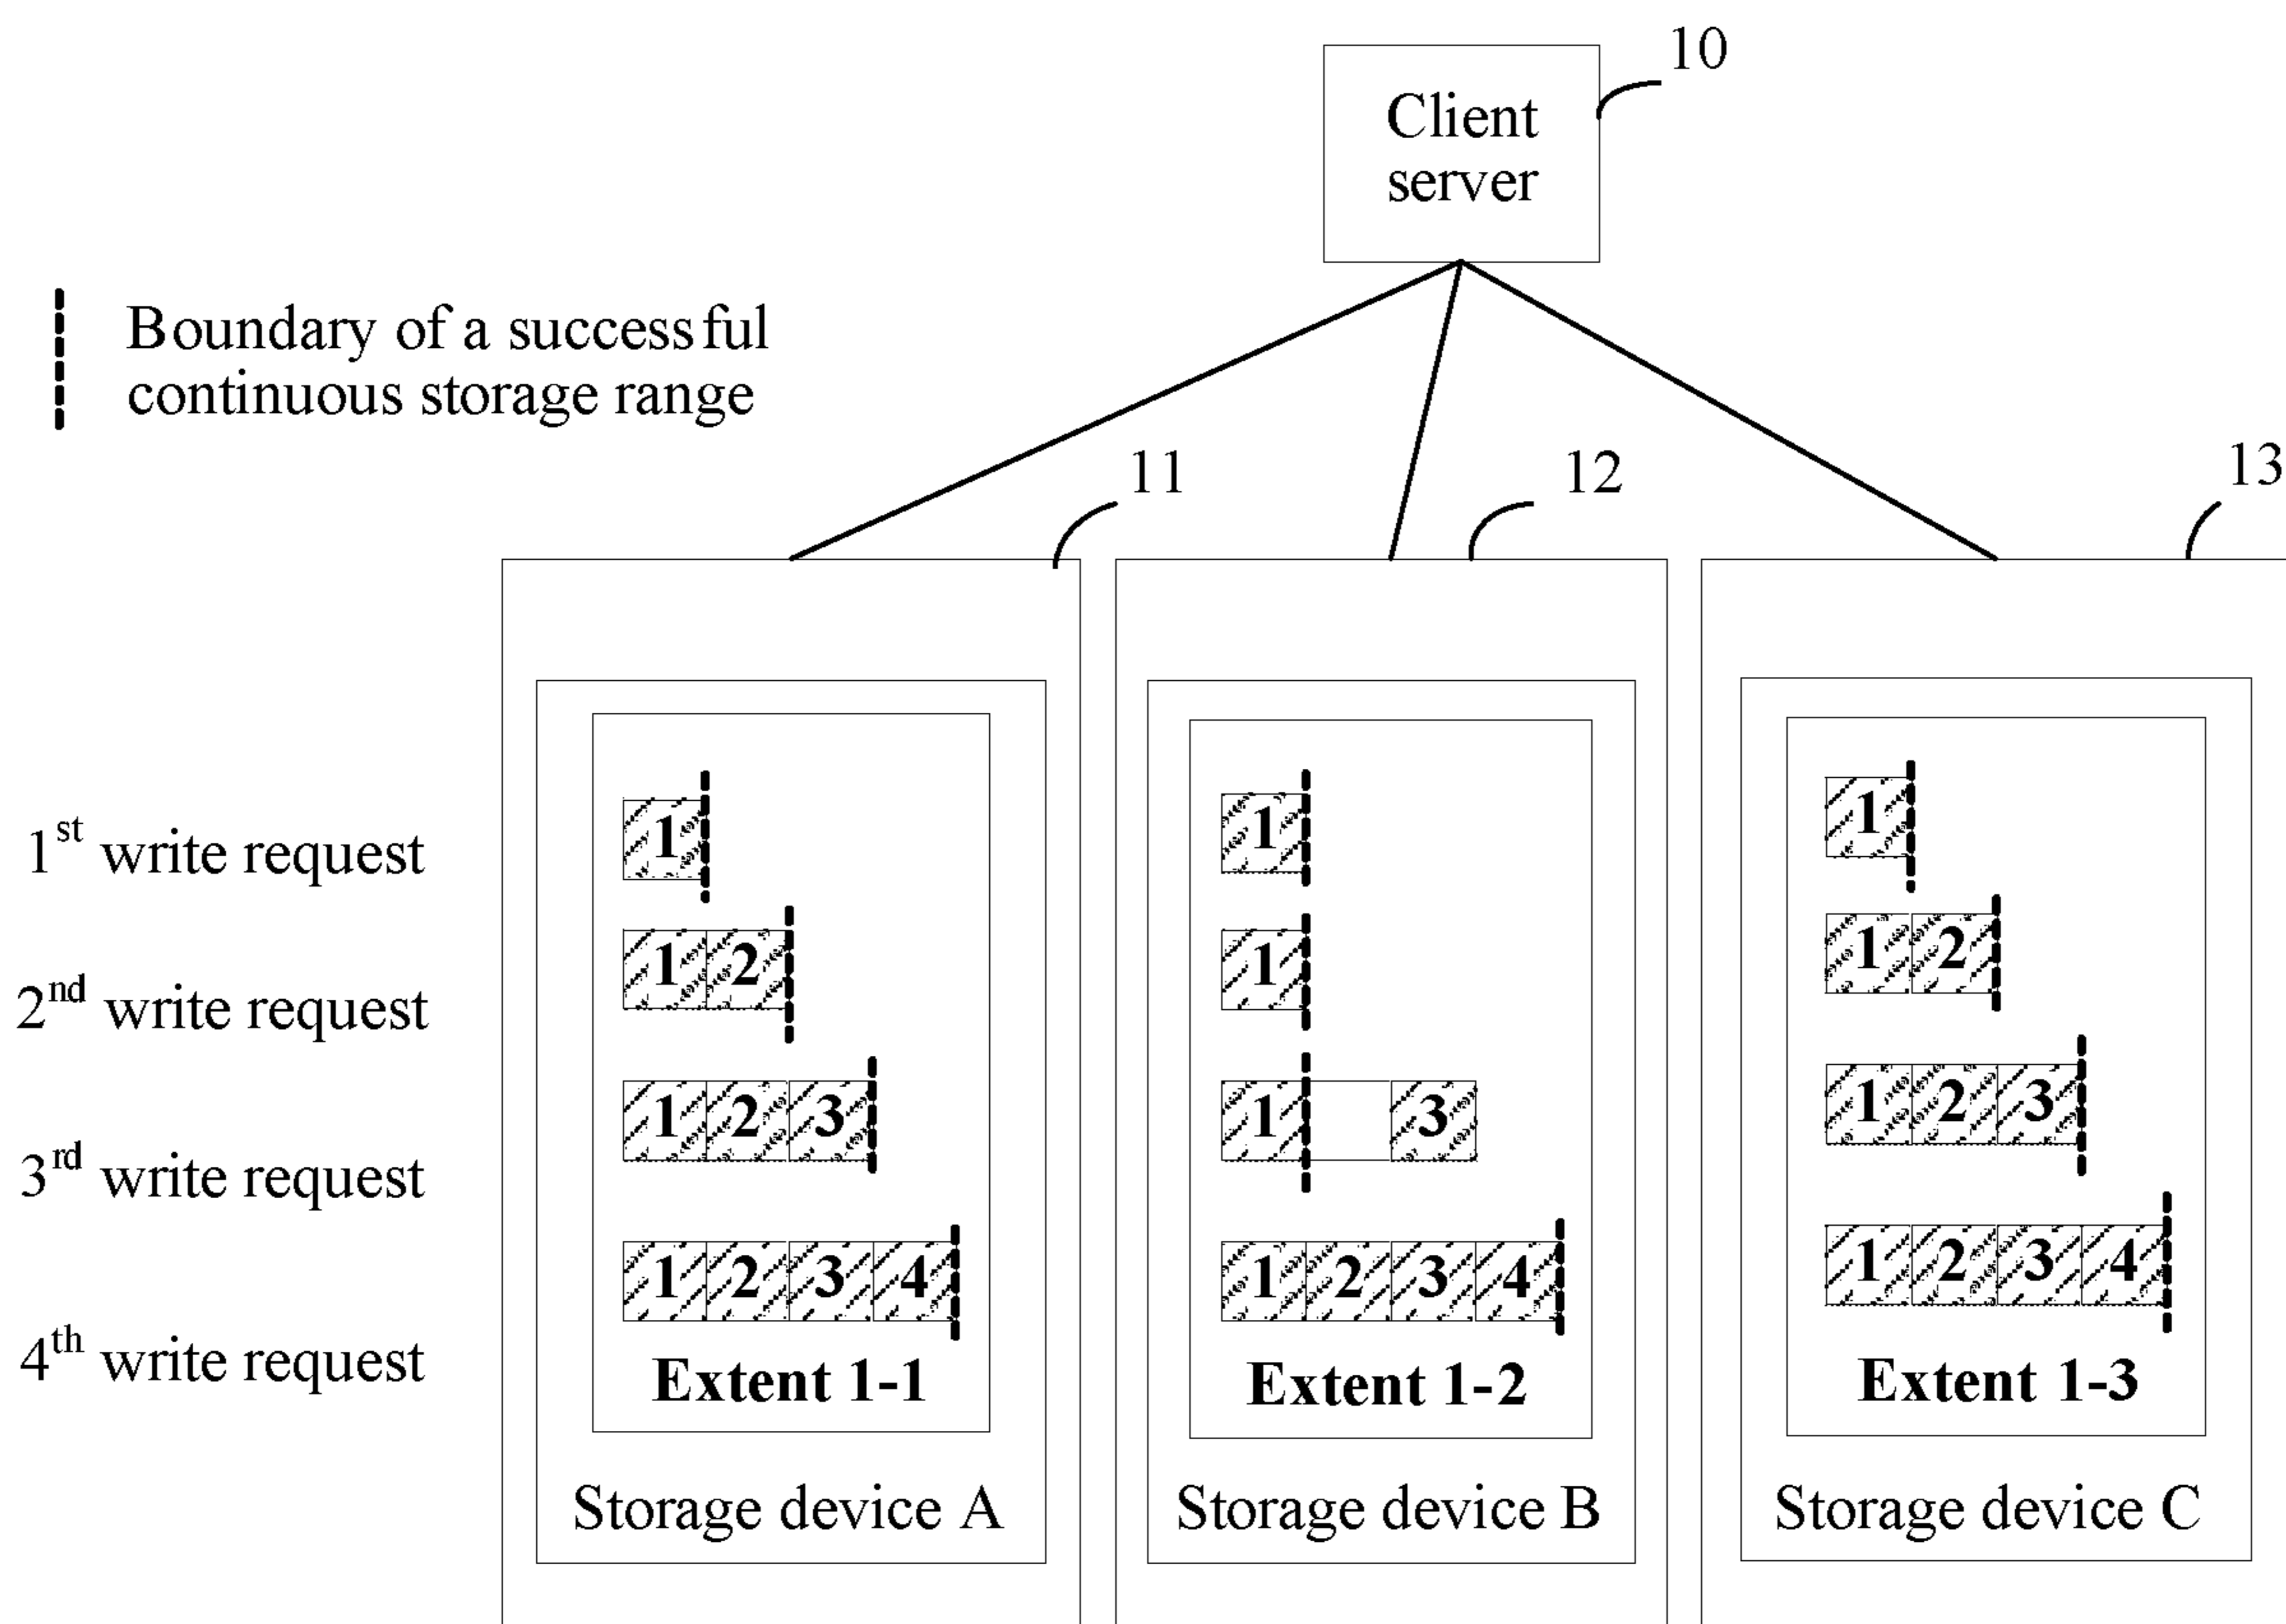 10
Client
server
Boundary of a successful
continuous storage range
11
12
13
1st write request
1
1
1
2nd write request
1 2
1
1 2
3rd write request
1 2 3
1 3
1 2 3
4th write request
1 2 3 4
1 2 3 4
1 2 3 4
Extent 1-1
Extent 1-2
Extent 1-3
Storage device A
Storage device B
Storage device C